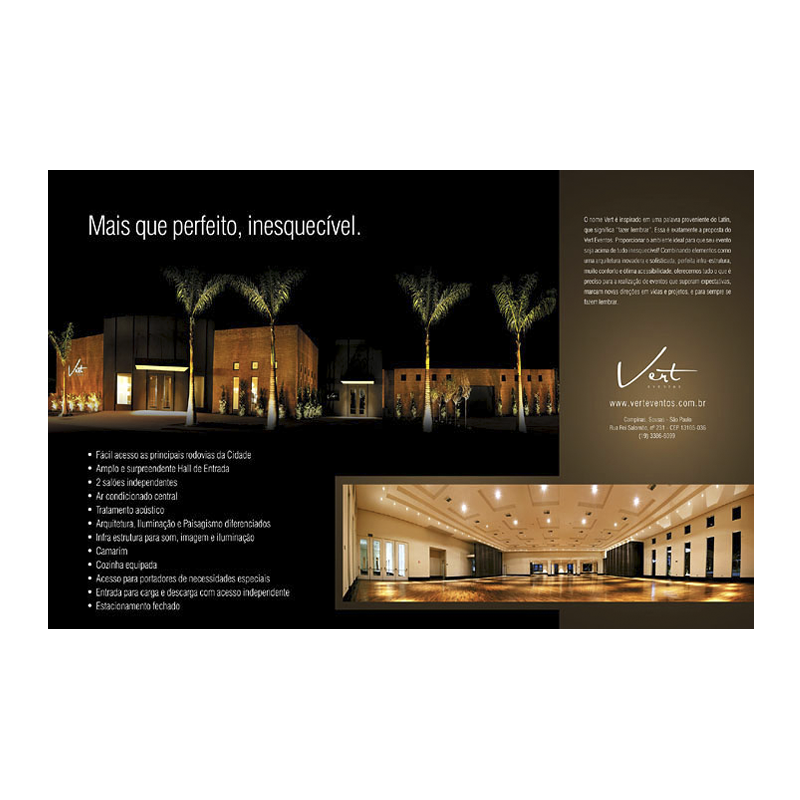 Mais que perfeito, inesquecível.
O nome Vert é inspirado em uma palavra proveniente do Latin,
que significa "fazer lembrar". Essa é exatamente a proposta do
Vert Eventos. Proporcionar o ambiente ideal para que seu evento
seja acima de tudo inesquecível! Combinando elementos como
uma arquitetura inovadora e sofisticada, perfeita infra-estrutura,
muito conforto e ótima acessibilidade, oferecemos tudo o que é
preciso para a realização de eventos que superam expectativas,
marcam novas direções em vidas e projetos, e para sempre se
fazem lembrar.
Vert
Vert
EVENTOS
www.verteventos.com.br
Campinas, - São Paulo
Rua Rei Salomão, nº 251 - CEP
(19)
• Fácil acesso as principais rodovias da Cidade
• Amplo e surpreendente Hall de Entrada
• 2 salões independentes
• Ar condicionado central
• Tratamento acústico
• Arquitetura, Iluminação e Paisagismo diferenciados
• Infra estrutura para som, imagem e iluminação
• Camarim
• Cozinha equipada
• Acesso para portadores de necessidades especiais
• Entrada para carga e descarga com acesso independente
• Estacionamento fechado